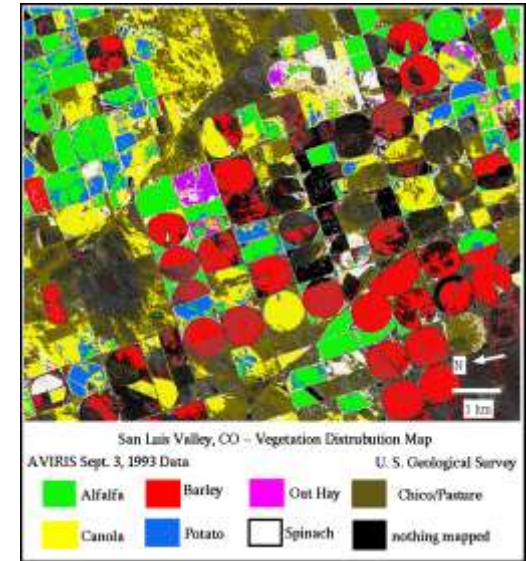 N
1 km
San Luis Valley, CO – Vegetation Distrubution Map
AVIRIS Sept. 3, 1993 Data U. S. Geological Survey
Alfalfa Barley Oat Hay Chico/Pasture
Canola Potato Spinach nothing mapped